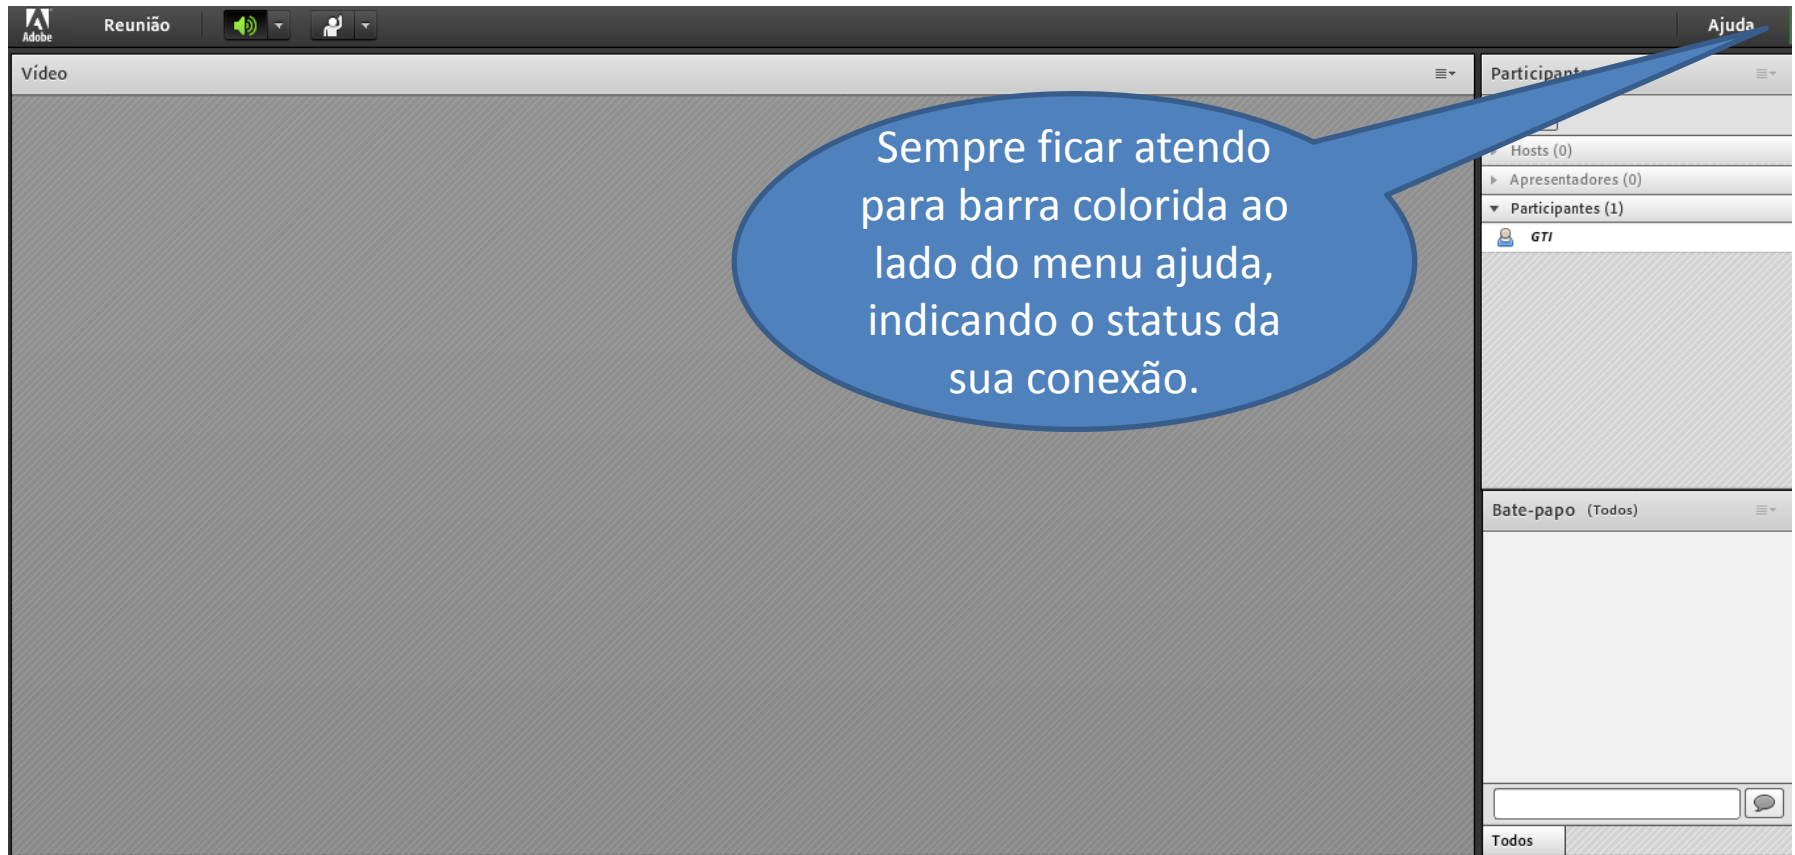 Adobe
Reunião
Ajuda
Vídeo
Sempre ficar atendo
para barra colorida ao
lado do menu ajuda,
indicando o status da
sua conexão.
Hosts (0)
Apresentadores (0)
Participantes (1)
GTI
Bate-papo (Todos)
Todos